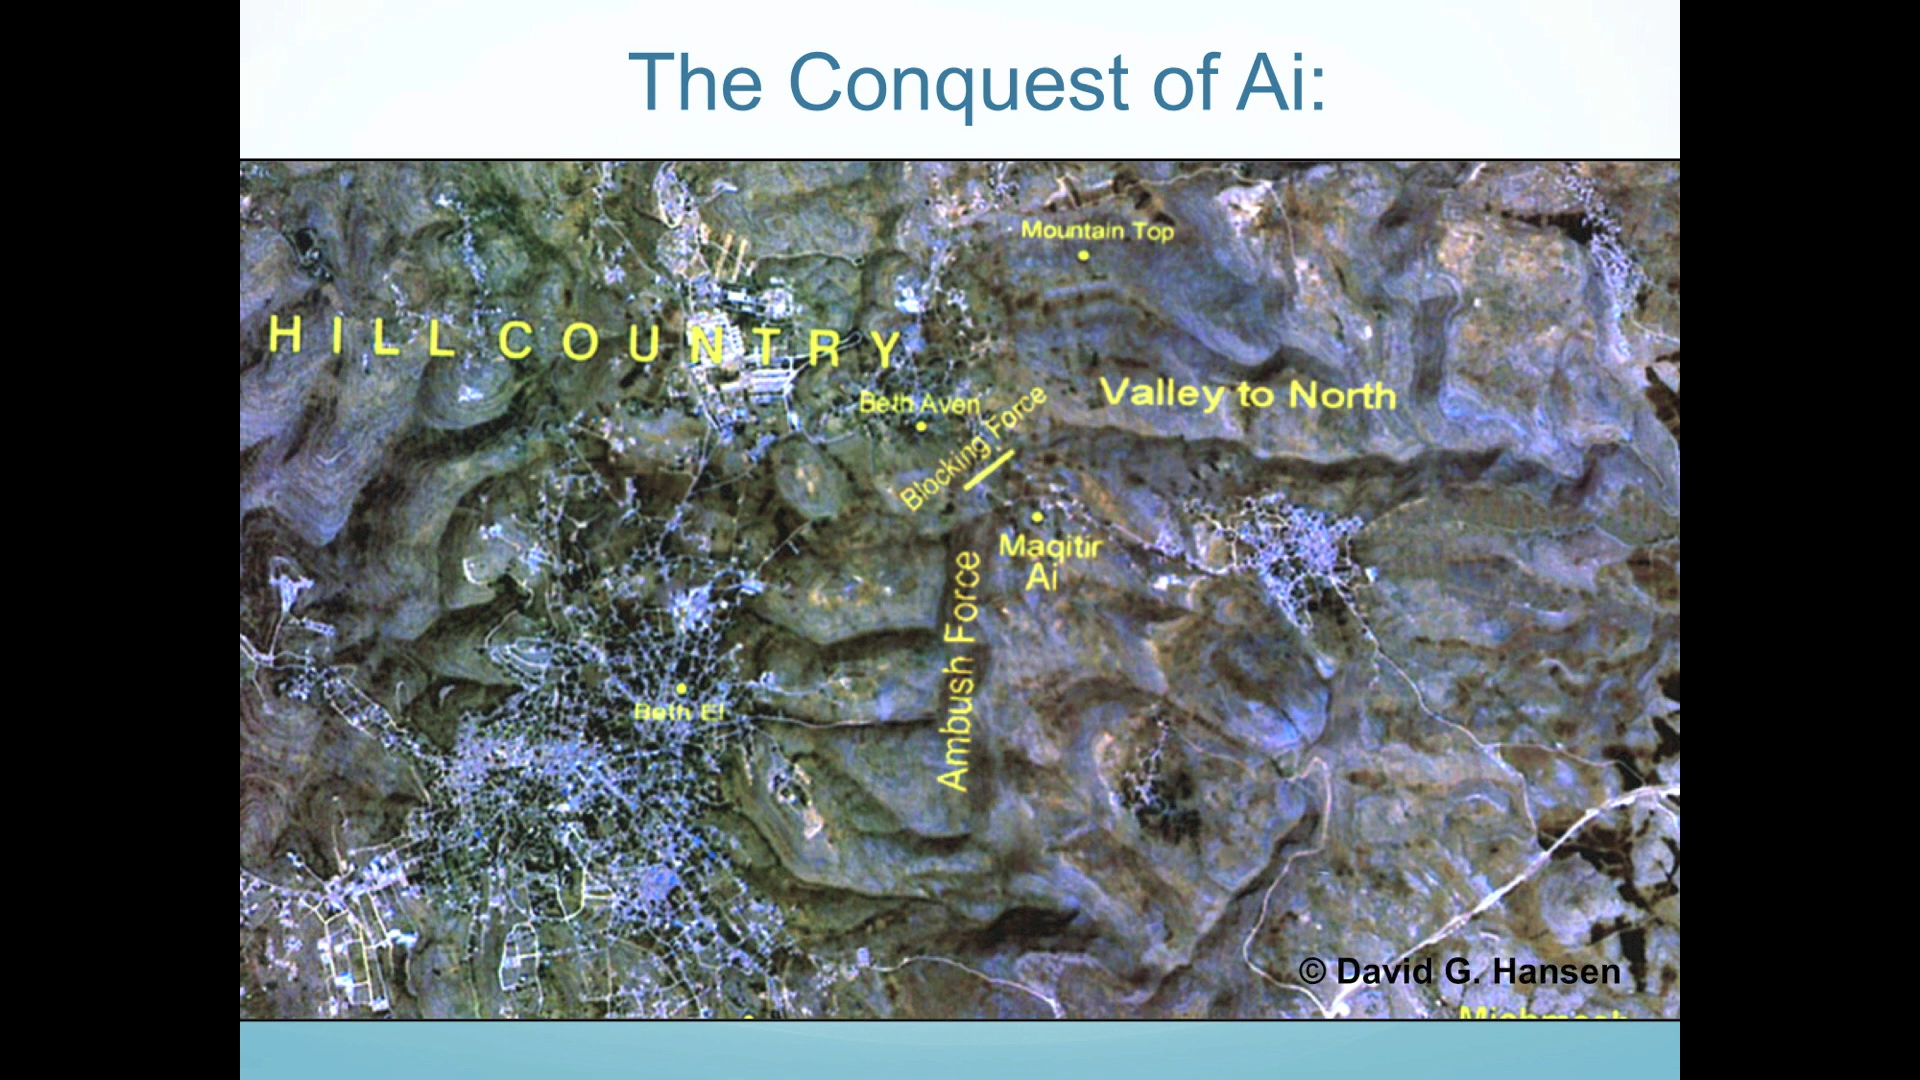 The Conquest of Ai:
Mountain Top
HILL COUNTRY
Beth Aven
Blocking Force
Valley to North
Maqitir
Ai
Ambush Force
Beth El
© David G. Hansen
Michmash